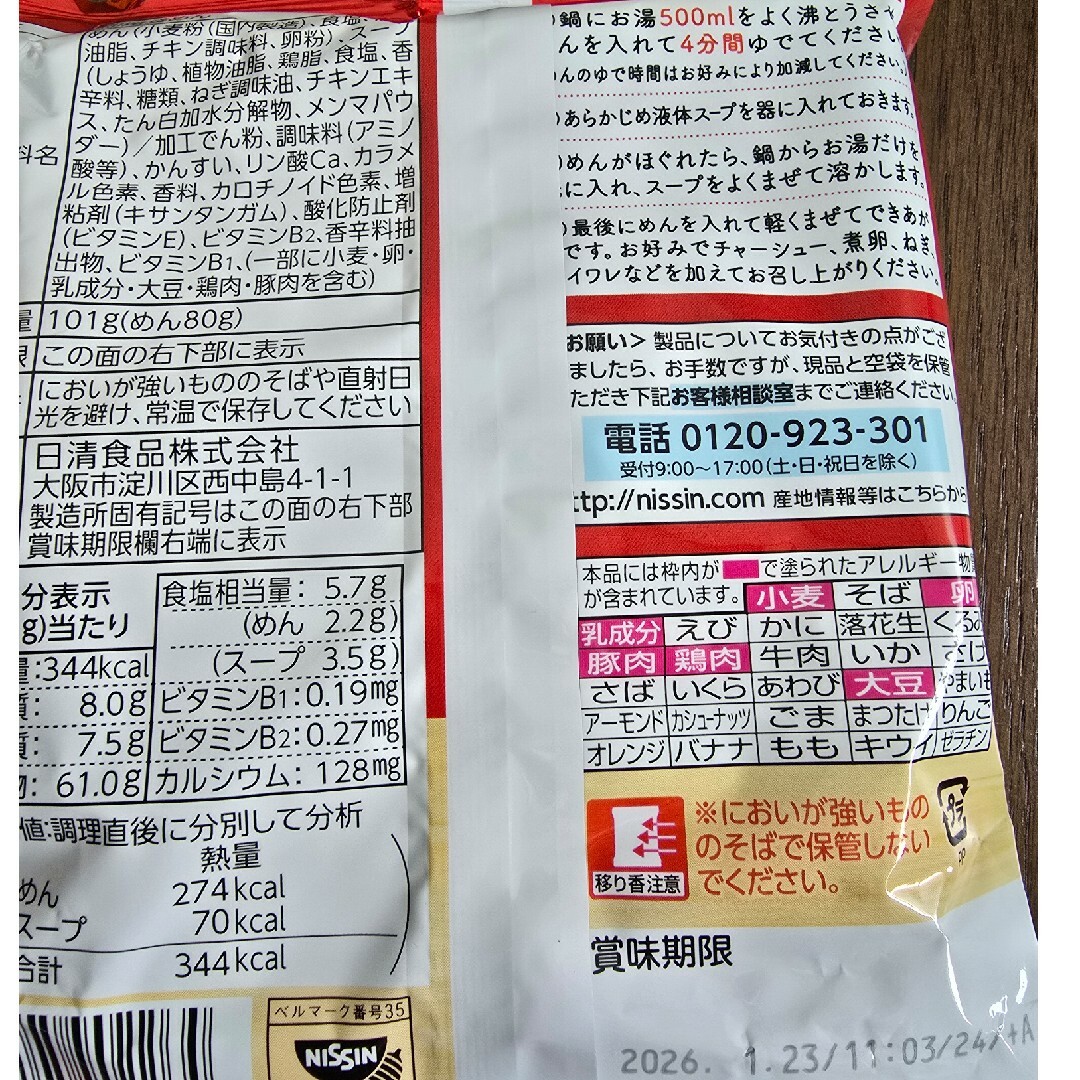 めん(小麦粉(国内製造)、食塩、
油脂、チキン調味料、卵粉)、スープ
(しょうゆ、植物油脂、鶏脂、食塩、香
辛料、糖類、ねぎ調味油、チキンエキ
ス、たん白加水分解物、メンマパウ
ダー)/加工でん粉、調味料(アミノ
酸等)、かんすい、リン酸Ca、カラメ
ル色素、香料、カロチノイド色素、増
粘剤(キサンタンガム)、酸化防止剤
(ビタミンE)、ビタミンB2、香辛料抽
出物、ビタミンB1、(一部に小麦・卵・
乳成分・大豆・鶏肉・豚肉を含む)
料名
量 101g(めん80g)
限 この面の右下部に表示
においが強いもののそばや直射日
光を避け、常温で保存してください
日清食品株式会社
大阪市淀川区西中島4-1-1
製造所固有記号はこの面の右下部
賞味期限欄右端に表示
分表示
g)当たり
量:344kcal
質: 8.0g
質: 7.5g
物: 61.0g
食塩相当量: 5.7g
(めん 2.2g)
(スープ 3.5g)
ビタミンB1:0.19mg
ビタミンB2:0.27mg
カルシウム: 128mg
値:調理直後に分別して分析
熱量
めん 274kcal
スープ 70kcal
合計 344kcal
ベルマーク番号35
NISSIN
鍋にお湯500mlをよく沸とうさせ
んを入れて4分間ゆでてください
んのゆで時間はお好みにより加減してください。)
あらかじめ液体スープを器に入れておきます。
めんがほぐれたら、鍋からお湯だけを
に入れ、スープをよくまぜて溶かします。
最後にめんを入れて軽くまぜてできあが
です。お好みでチャーシュー、煮卵、ねぎ、
イワレなどを加えてお召し上がりください。
お願い> 製品についてお気付きの点がござ
ましたら、お手数ですが、現品と空袋を保管
ただき下記お客様相談室までご連絡ください
電話 0120-923-301
受付9:00~17:00(土・日・祝日を除く)
ttp://nissin.com 産地情報等はこちらから
本品には枠内が で塗られたアレルギー物質
が含まれています。 小麦 そば 卵
乳成分 えび かに 落花生 くるみ
豚肉 鶏肉 牛肉 いか さけ
さば いくら あわび 大豆 やまいも
アーモンド カシューナッツ ごま まつたけ りんご
オレンジ バナナ もも キウイ ゼラチン
移り香注意
※においが強いもの
のそばで保管しない
でください。
プラ
PP
賞味期限
2026. 1.23/11:03/24/+A